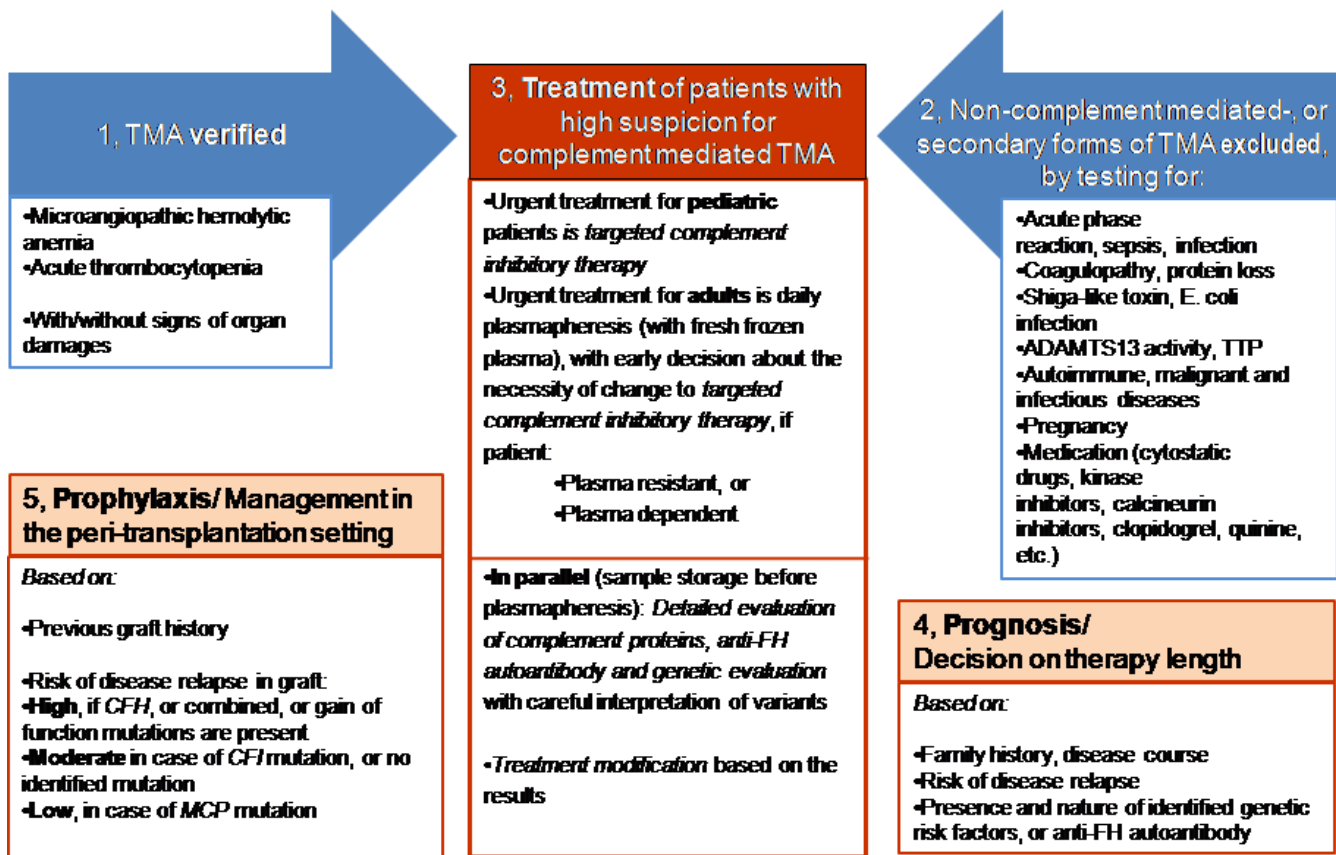 1, TMA verified
•Microangiopathic hemolytic
anemia
•Acute thrombocytopenia
•With/without signs of organ
damages
3, Treatment of patients with
high suspicion for
complement mediated TMA
•Urgent treatment for pediatric
patients is targeted complement
inhibitory therapy
•Urgent treatment for adults is daily
plasmapheresis (with fresh frozen
plasma), with early decision about the
necessity of change to targeted
complement inhibitory therapy, if
patient:
•Plasma resistant, or
•Plasma dependent
•In parallel (sample storage before
plasmapheresis): Detailed evaluation
of complement proteins, anti-FH
autoantibody and genetic evaluation
with careful interpretation of variants
•Treatment modification based on the
results
2, Non-complement mediated-, or
secondary forms of TMA excluded,
by testing for:
•Acute phase
reaction, sepsis, infection
•Coagulopathy, protein loss
•Shiga-like toxin, E. coli
infection
•ADAMTS13 activity, TTP
•Autoimmune, malignant and
infectious diseases
•Pregnancy
•Medication (cytostatic
drugs, kinase
inhibitors, calcineurin
inhibitors, clopidogrel, quinine,
etc.)
5, Prophylaxis/ Management in
the peri-transplantation setting
Based on:
•Previous graft history
•Risk of disease relapse in graft:
•High, if CFH, or combined, or gain of
function mutations are present
•Moderate in case of CFI mutation, or no
identified mutation
•Low, in case of MCP mutation
4, Prognosis/
Decision on therapy length
Based on:
•Family history, disease course
•Risk of disease relapse
•Presence and nature of identified genetic
risk factors, or anti-FH autoantibody